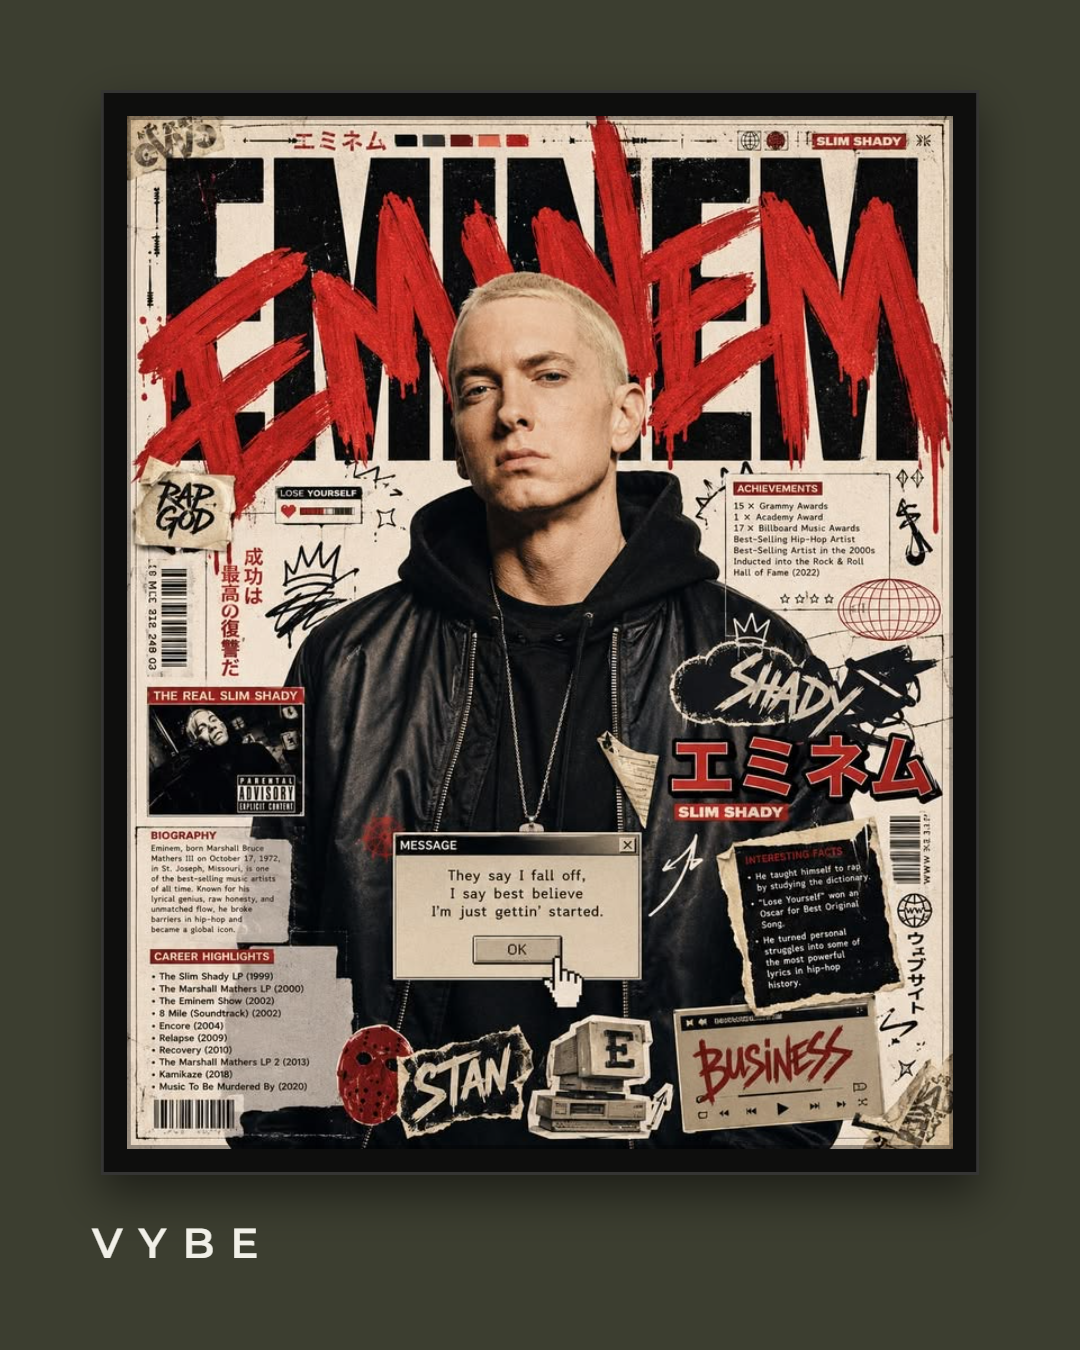 エミネム
SLIM SHADY
EMINEM
EMINEM
RAP
GOD
LOSE YOURSELF
ACHIEVEMENTS
15 × Grammy Awards
1 × Academy Award
17 × Billboard Music Awards
Best-Selling Hip-Hop Artist
Best-Selling Artist in the 2000s
Inducted into the Rock & Roll
Hall of Fame (2022)
成功は
最高の復讐だ
THE REAL SLIM SHADY
PARENTAL
ADVISORY
EXPLICIT CONTENT
SHADY
エミネム
SLIM SHADY
BIOGRAPHY
Eminem, born Marshall Bruce
Mathers III on October 17, 1972,
in St. Joseph, Missouri, is one
of the best-selling music artists
of all time. Known for his
lyrical genius, raw honesty, and
unmatched flow, he broke
barriers in hip-hop and
became a global icon.
MESSAGE
They say I fall off,
I say best believe
I'm just gettin' started.
OK
INTERESTING FACTS
• He taught himself to rap
by studying the dictionary.
• "Lose Yourself" won an
Oscar for Best Original
Song.
• He turned personal
struggles into some of
the most powerful
lyrics in hip-hop
history.
ウェブサイト
CAREER HIGHLIGHTS
• The Slim Shady LP (1999)
• The Marshall Mathers LP (2000)
• The Eminem Show (2002)
• 8 Mile (Soundtrack) (2002)
• Encore (2004)
• Relapse (2009)
• Recovery (2010)
• The Marshall Mathers LP 2 (2013)
• Kamikaze (2018)
• Music To Be Murdered By (2020)
STAN
E
BUSINESS
VYBE